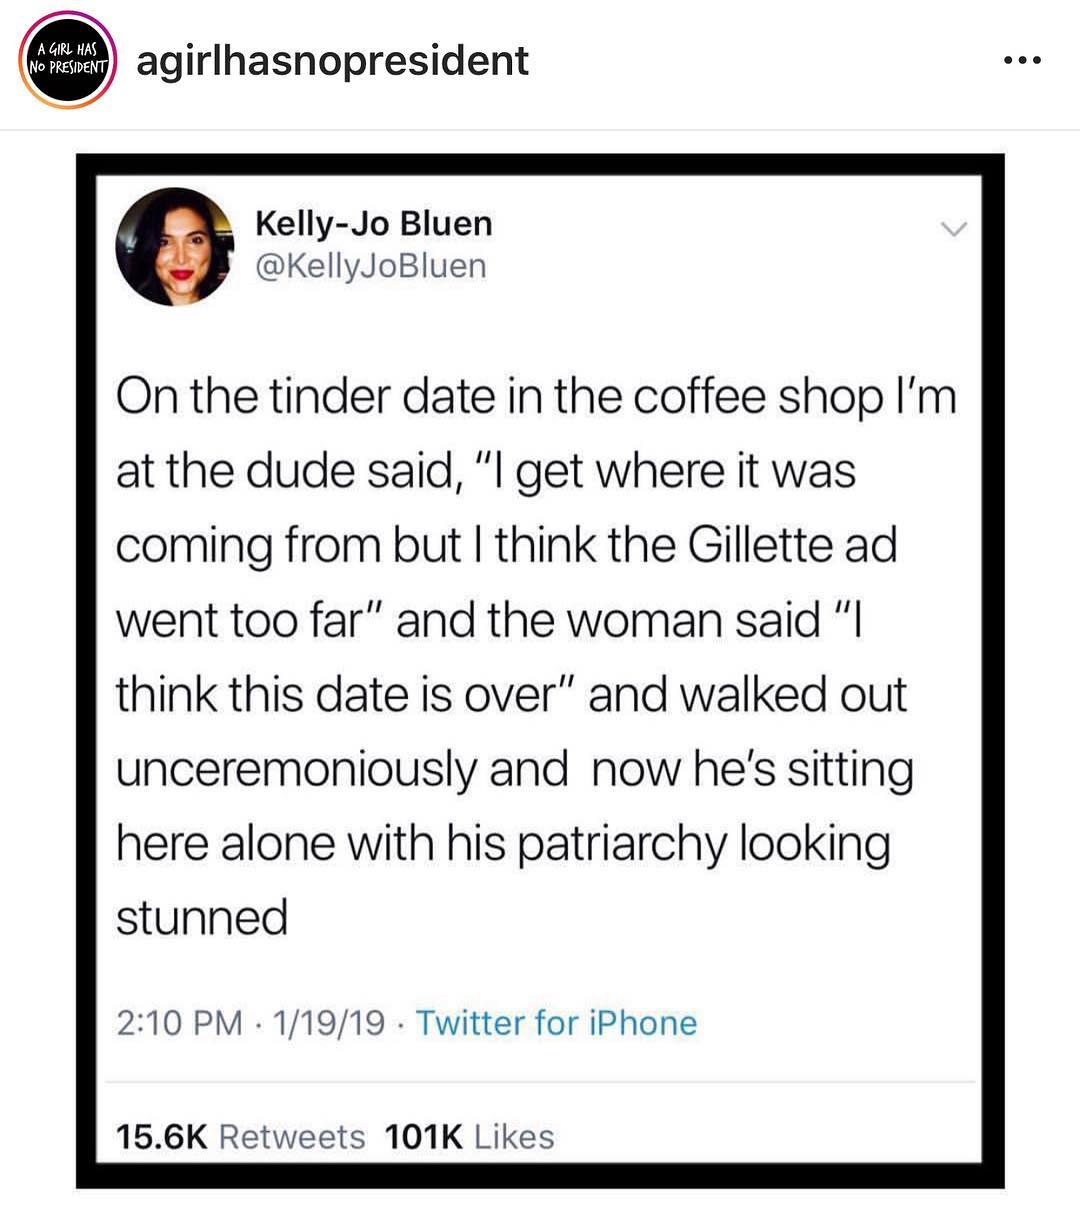 A GIRL HAS
NO PRESIDENT
agirlhasnopresident
Kelly-Jo Bluen
@KellyJoBluen
On the tinder date in the coffee shop I'm
at the dude said, "I get where it was
coming from but I think the Gillette ad
went too far" and the woman said "I
think this date is over" and walked out
unceremoniously and  now he's sitting
here alone with his patriarchy looking
stunned
2:10 PM · 1/19/19 · Twitter for iPhone
15.6K Retweets 101K Likes